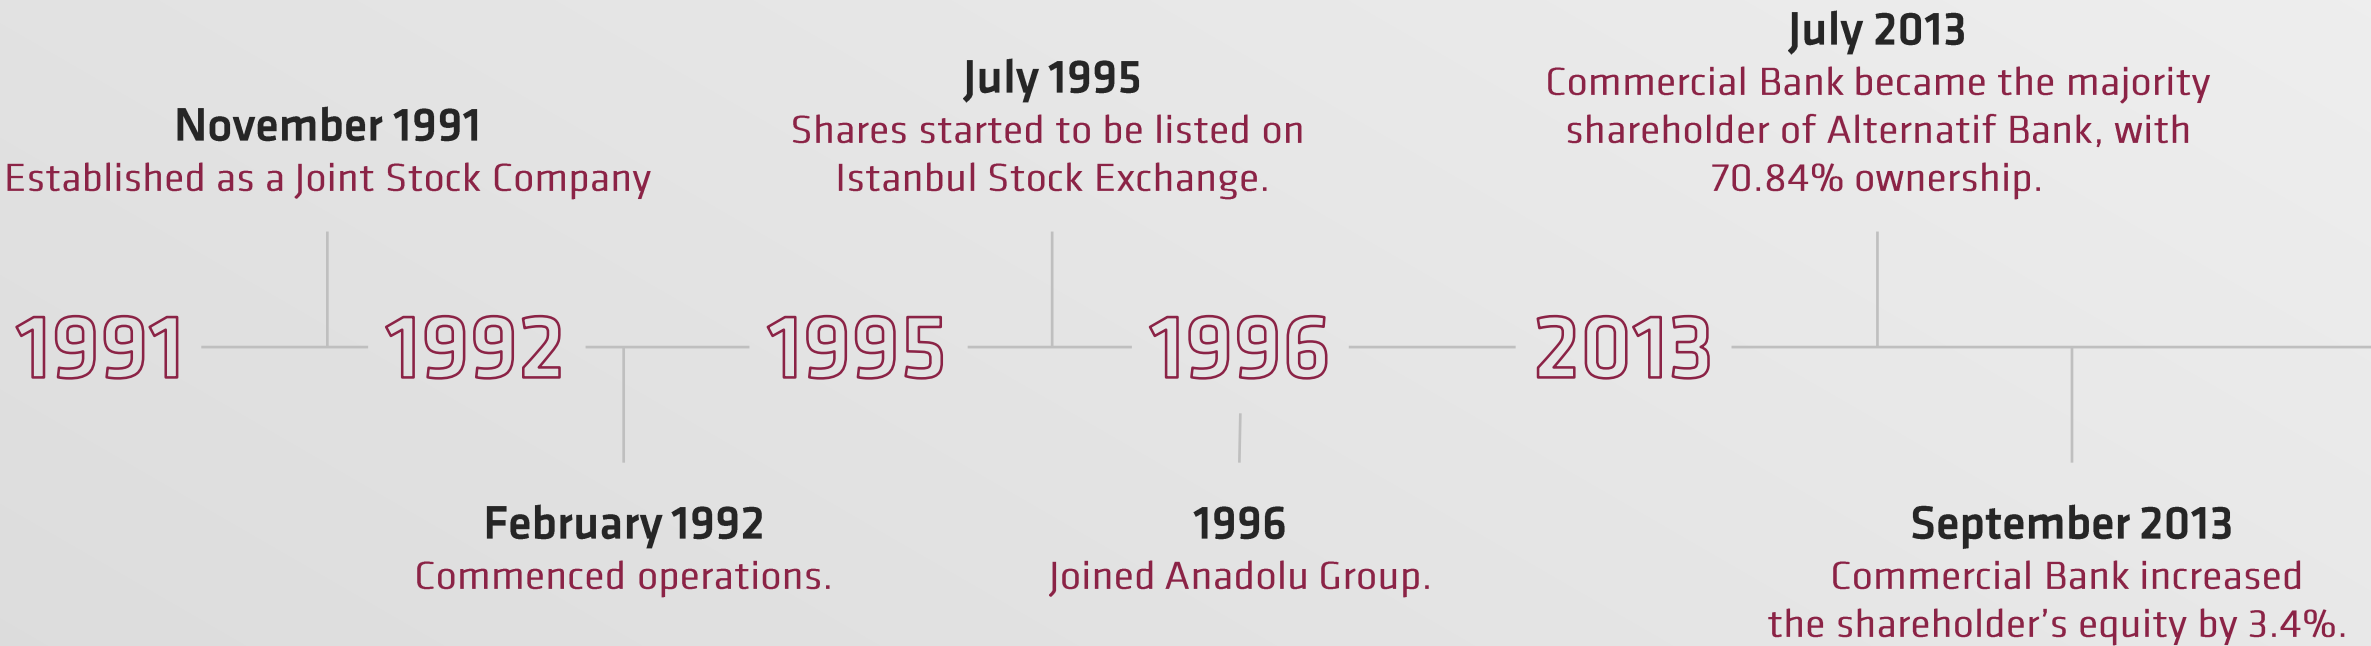 November 1991
Established as a Joint Stock Company
July 1995
Shares started to be listed on
Istanbul Stock Exchange.
July 2013
Commercial Bank became the majority
shareholder of Alternatif Bank, with
70.84% ownership.
1991
1992
1995
1996
2013
February 1992
Commenced operations.
1996
Joined Anadolu Group.
September 2013
Commercial Bank increased
the shareholder’s equity by 3.4%.